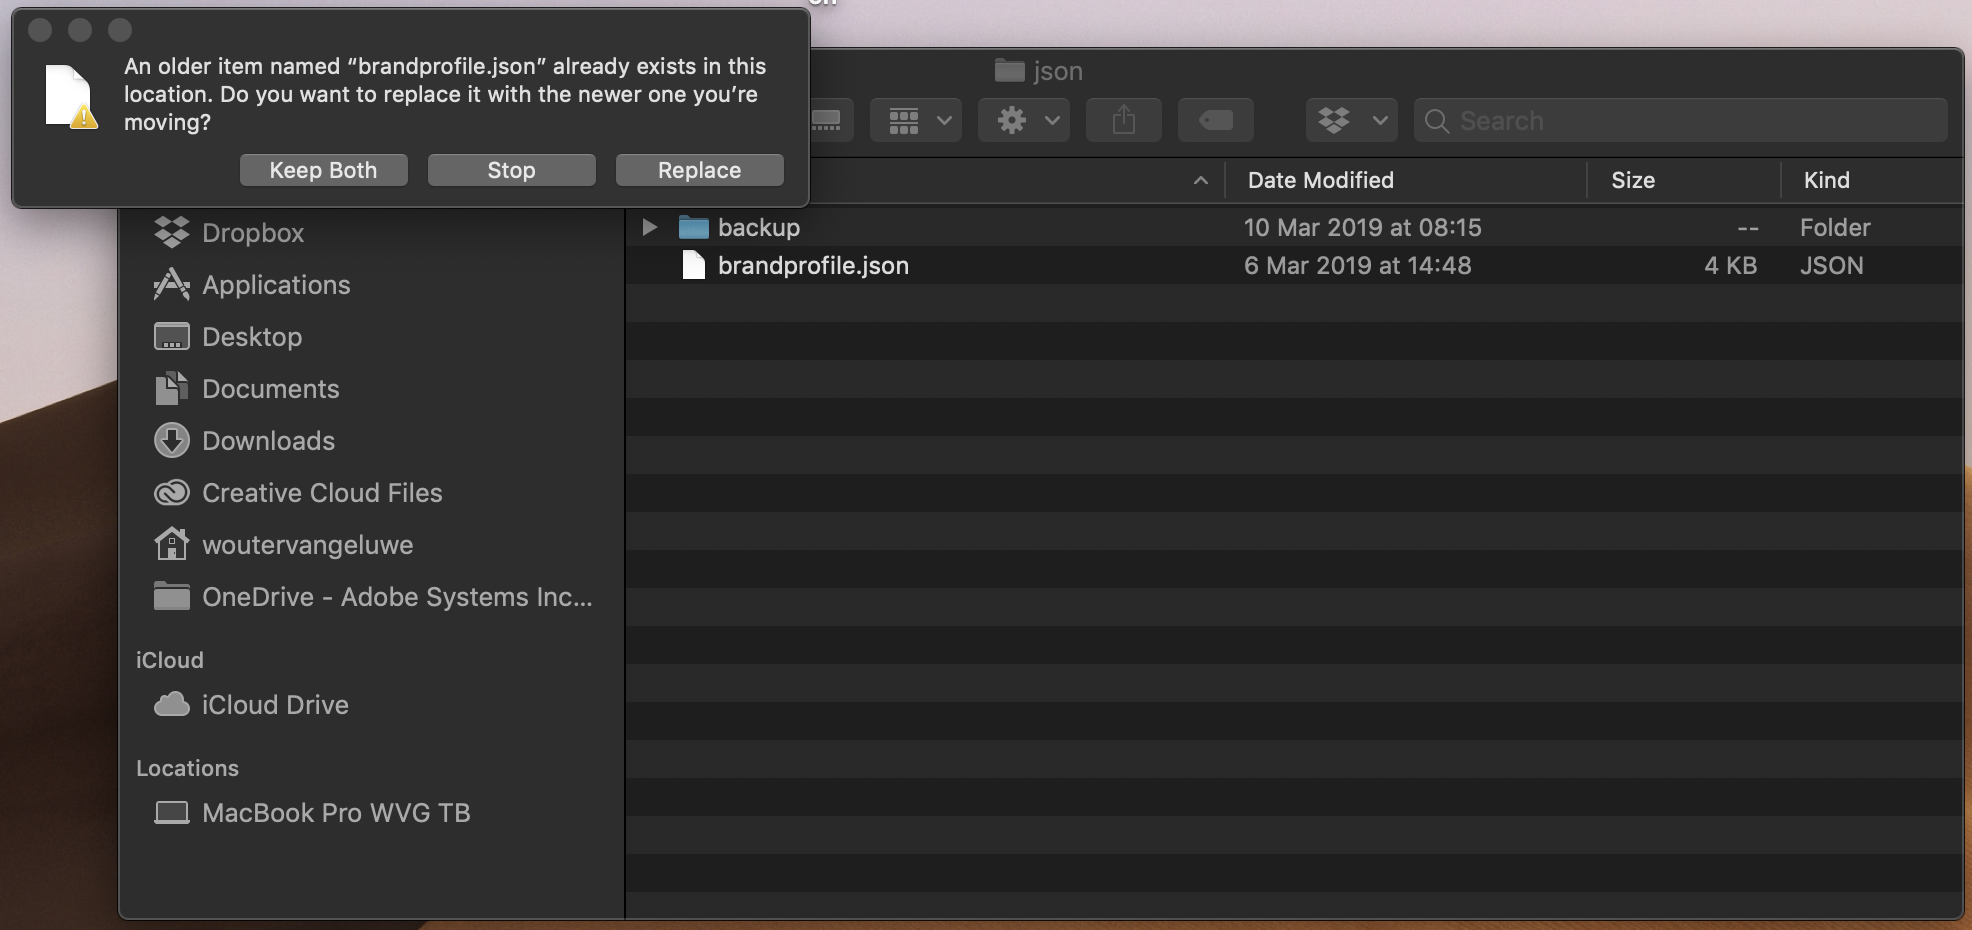 An older item named “brandprofile.json” already exists in this
location. Do you want to replace it with the newer one you’re
moving?
Keep Both Stop Replace
json
Search
Date Modified Size Kind
backup 10 Mar 2019 at 08:15 -- Folder
brandprofile.json 6 Mar 2019 at 14:48 4 KB JSON
Dropbox
Applications
Desktop
Documents
Downloads
Creative Cloud Files
woutervangeluwe
OneDrive - Adobe Systems Inc...
iCloud
iCloud Drive
Locations
MacBook Pro WVG TB